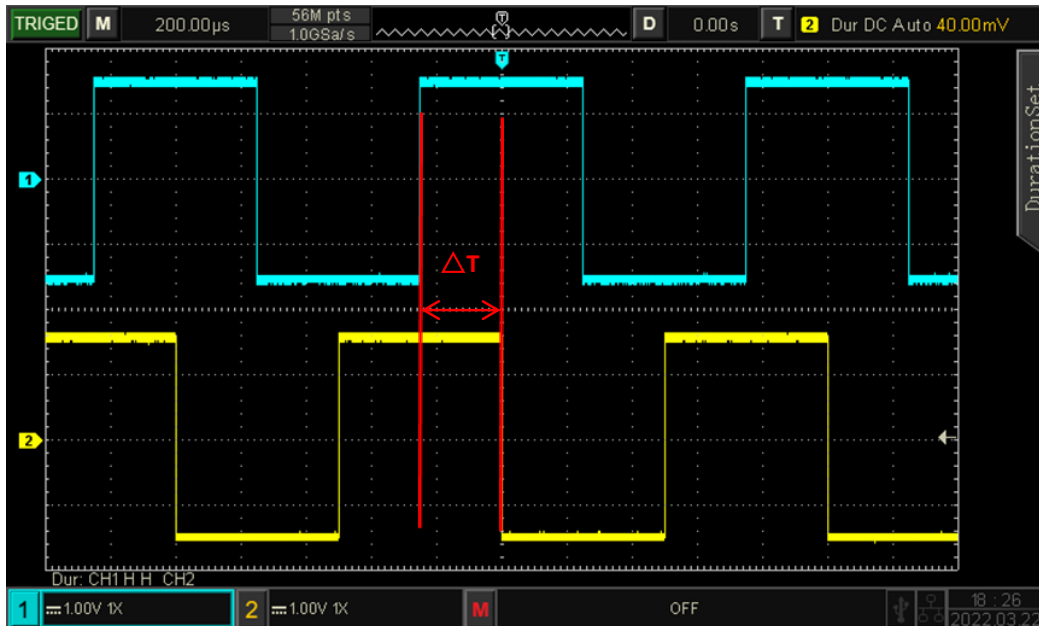 TRIGED M 200.00μs 56M pts D 0.00s T 2 Dur DC Auto 40.00mV
1.0GSa/s
T
T
DurationSet
1
△T
2
Dur: CH1 H H CH2
1 1.00V 1X 2 1.00V 1X M OFF 18:26
2022.03.22